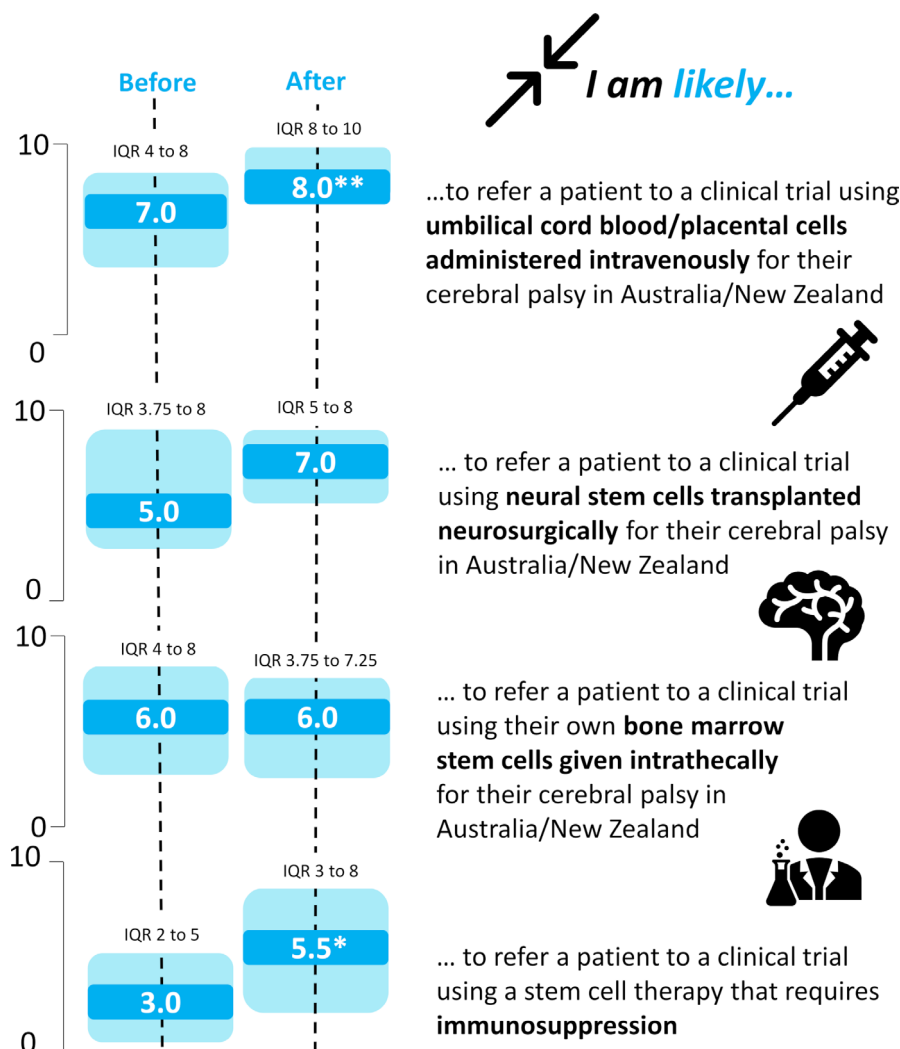 I am likely...
Before
After
IQR 4 to 8
IQR 8 to 10
10
7.0
8.0**
0
...to refer a patient to a clinical trial using
umbilical cord blood/placental cells
administered intravenously for their
cerebral palsy in Australia/New Zealand
IQR 3.75 to 8
IQR 5 to 8
10
5.0
7.0
0
... to refer a patient to a clinical trial
using neural stem cells transplanted
neurosurgically for their cerebral palsy
in Australia/New Zealand
10
IQR 4 to 8
IQR 3.75 to 7.25
6.0
6.0
0
... to refer a patient to a clinical trial
using their own bone marrow
stem cells given intrathecally
for their cerebral palsy in
Australia/New Zealand
10
IQR 2 to 5
IQR 3 to 8
3.0
5.5*
0
... to refer a patient to a clinical trial
using a stem cell therapy that requires
immunosuppression